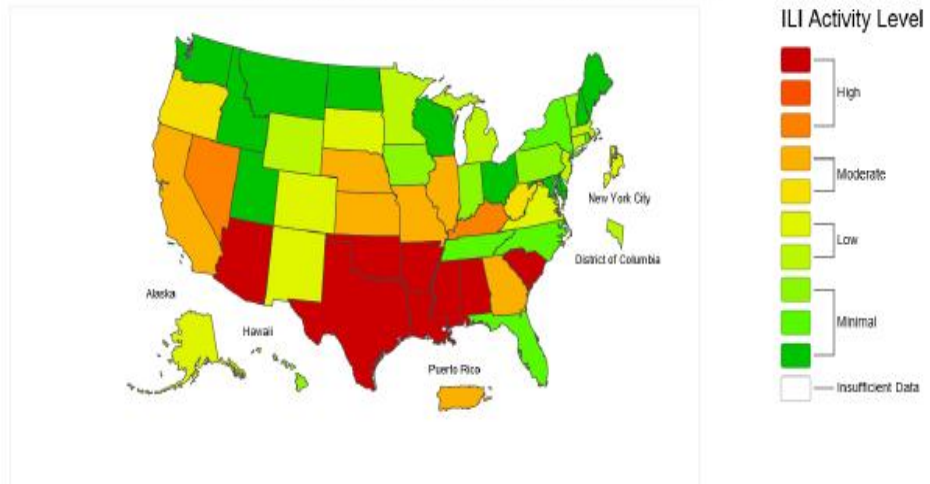 ILI Activity Level
High
Moderate
Low
Minimal
Insufficient Data
New York City
District of Columbia
Alaska
Hawaii
Puerto Rico